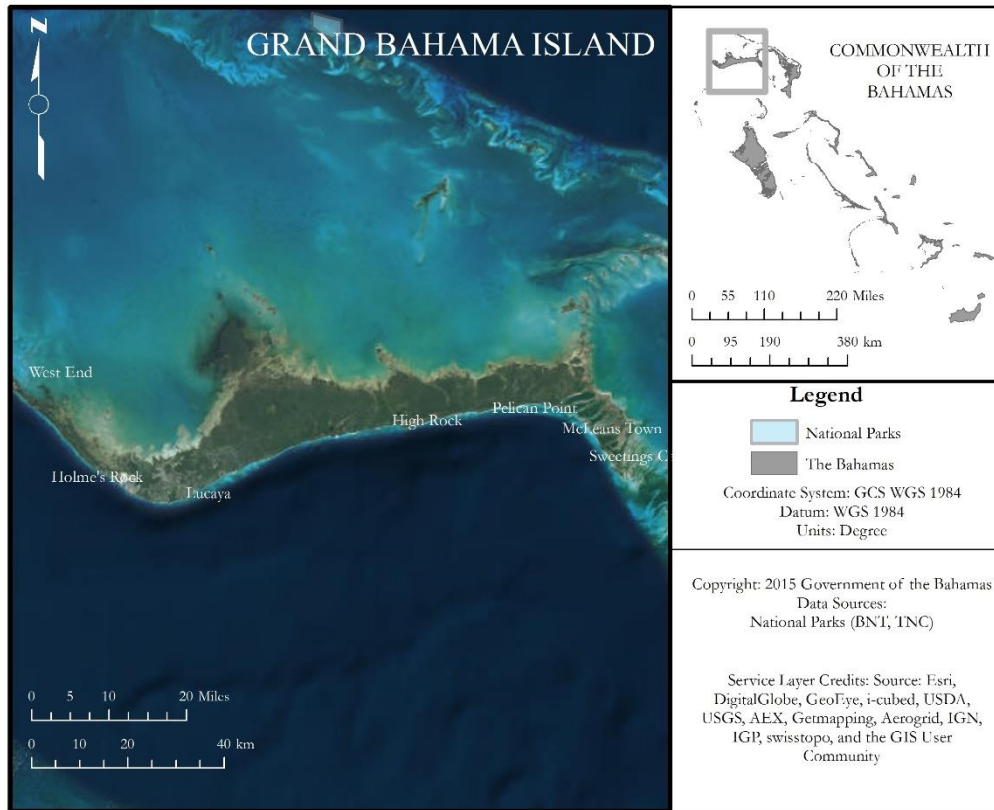 N
GRAND BAHAMA ISLAND
West End
High Rock
Pelican Point
McLeans Town
Sweetings C
Holme's Rock
Lucaya
0 5 10 20 Miles
0 10 20 40 km
COMMONWEALTH
OF THE
BAHAMAS
0 55 110 220 Miles
0 95 190 380 km
Legend
National Parks
The Bahamas
Coordinate System: GCS WGS 1984
Datum: WGS 1984
Units: Degree
Copyright: 2015 Government of the Bahamas
Data Sources:
National Parks (BNT, TNC)
Service Layer Credits: Source: Esri,
DigitalGlobe, GeoEye, i-cubed, USDA,
USGS, AEX, Getmapping, Aerogrid, IGN,
IGP, swisstopo, and the GIS User
Community